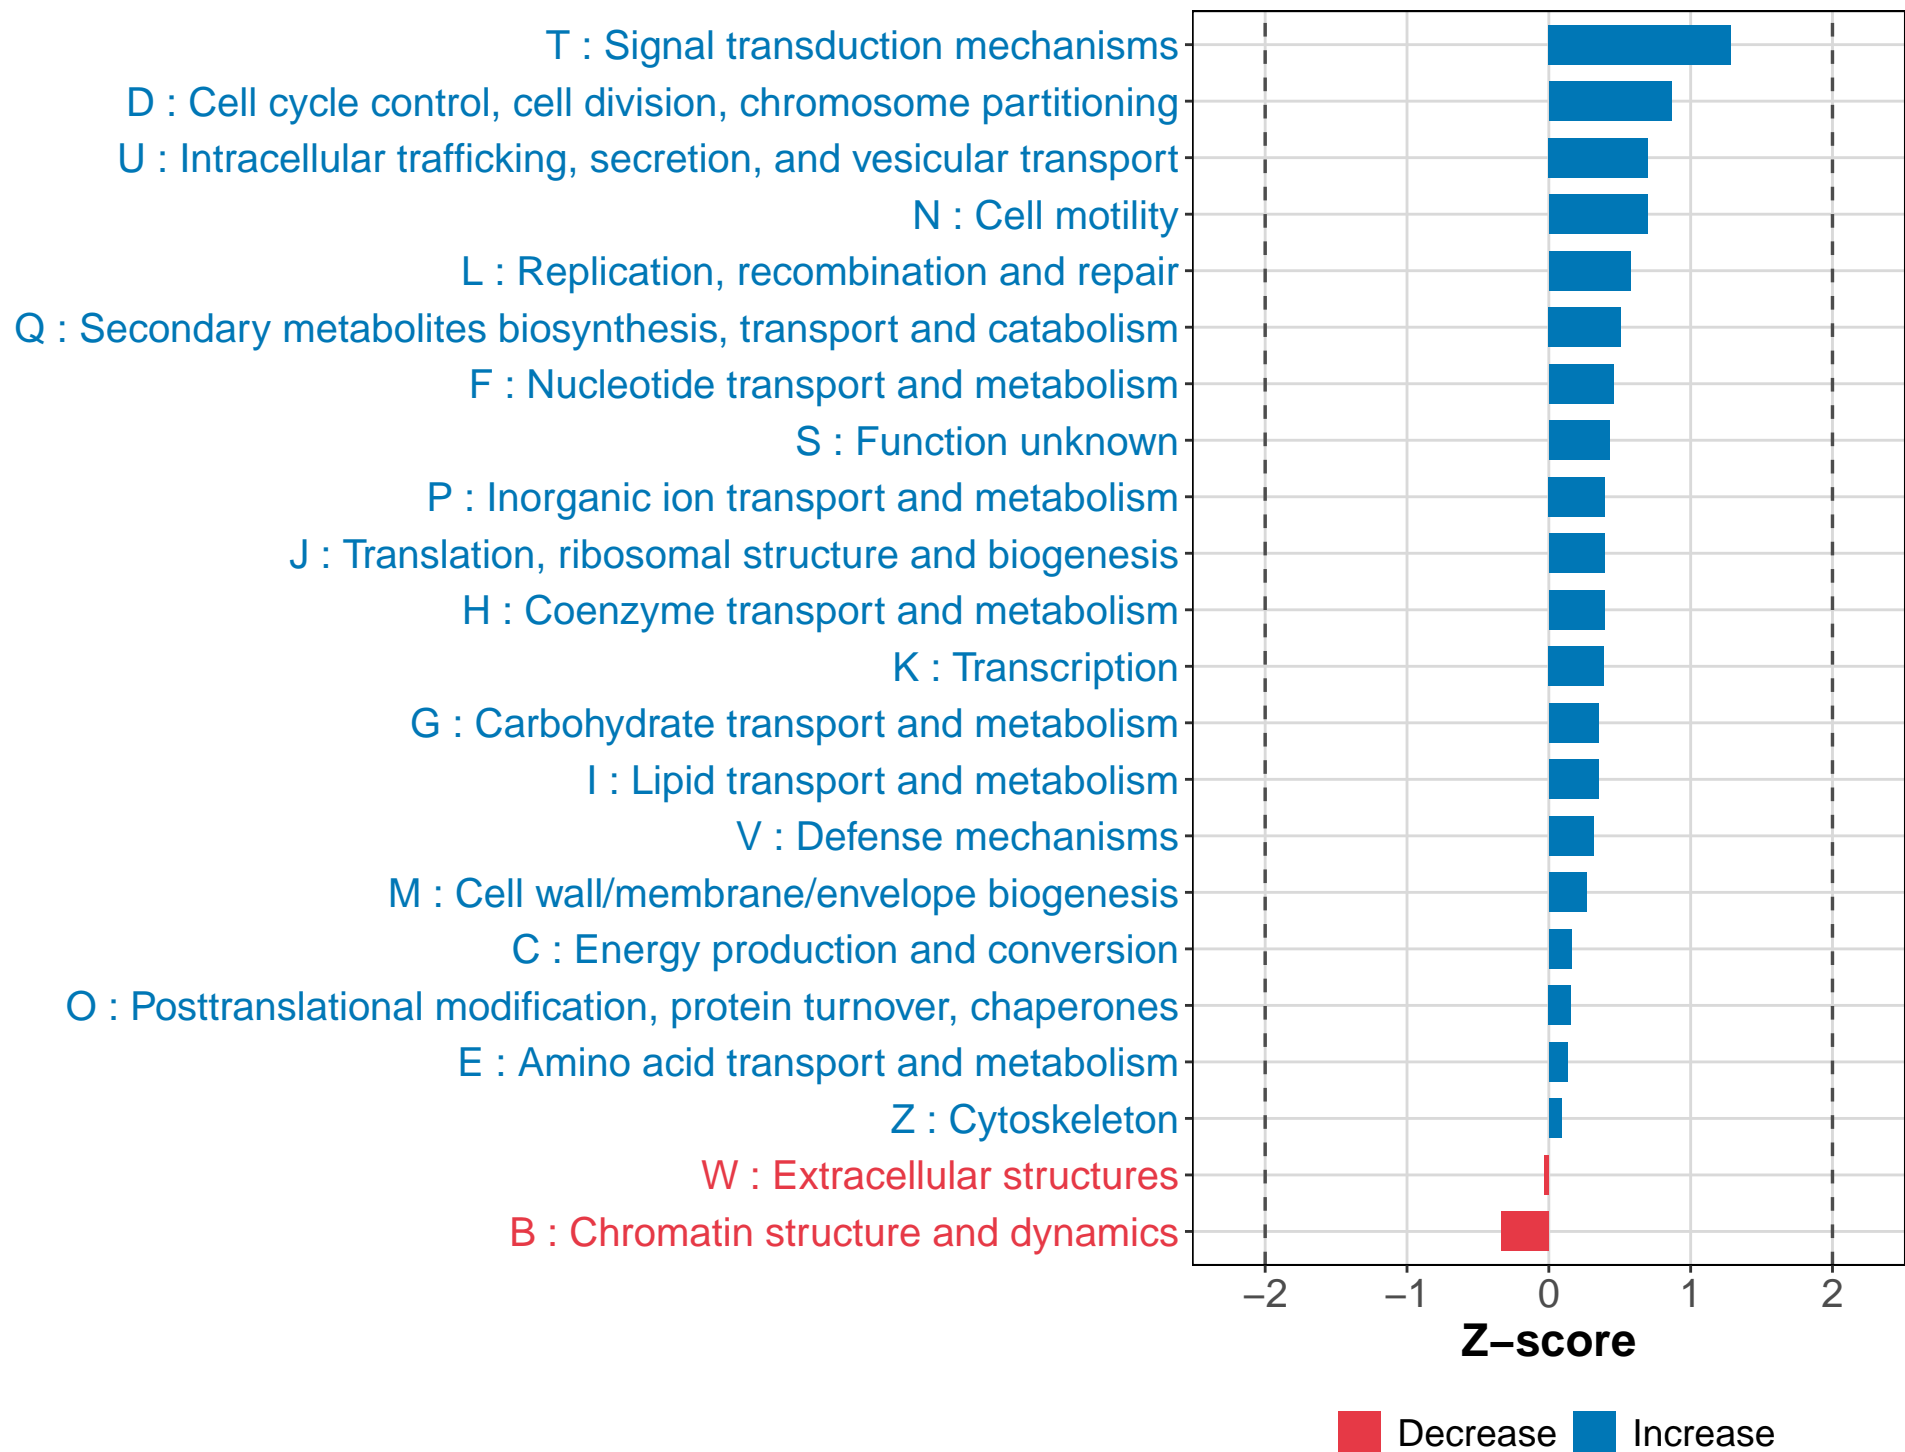 T : Signal transduction mechanisms
D : Cell cycle control, cell division, chromosome partitioning
U : Intracellular trafficking, secretion, and vesicular transport
N : Cell motility
L : Replication, recombination and repair
Q : Secondary metabolites biosynthesis, transport and catabolism
F : Nucleotide transport and metabolism
S : Function unknown
P : Inorganic ion transport and metabolism
J : Translation, ribosomal structure and biogenesis
H : Coenzyme transport and metabolism
K : Transcription
G : Carbohydrate transport and metabolism
I : Lipid transport and metabolism
V : Defense mechanisms
M : Cell wall/membrane/envelope biogenesis
C : Energy production and conversion
O : Posttranslational modification, protein turnover, chaperones
E : Amino acid transport and metabolism
Z : Cytoskeleton
W : Extracellular structures
B : Chromatin structure and dynamics
−2 −1 0 1 2
Z−score
Decrease Increase